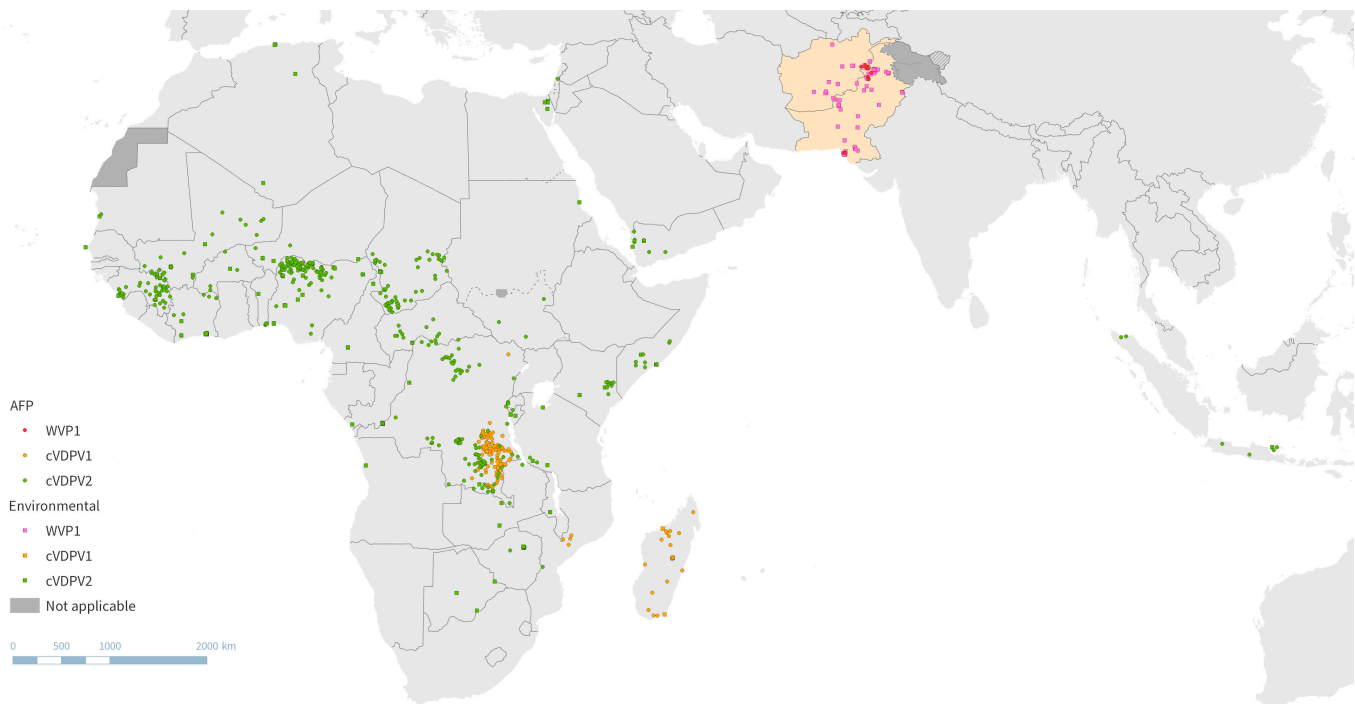 AFP
WVP1
cVDPV1
cVDPV2
Environmental
WVP1
cVDPV1
cVDPV2
Not applicable
0 500 1000 2000 km